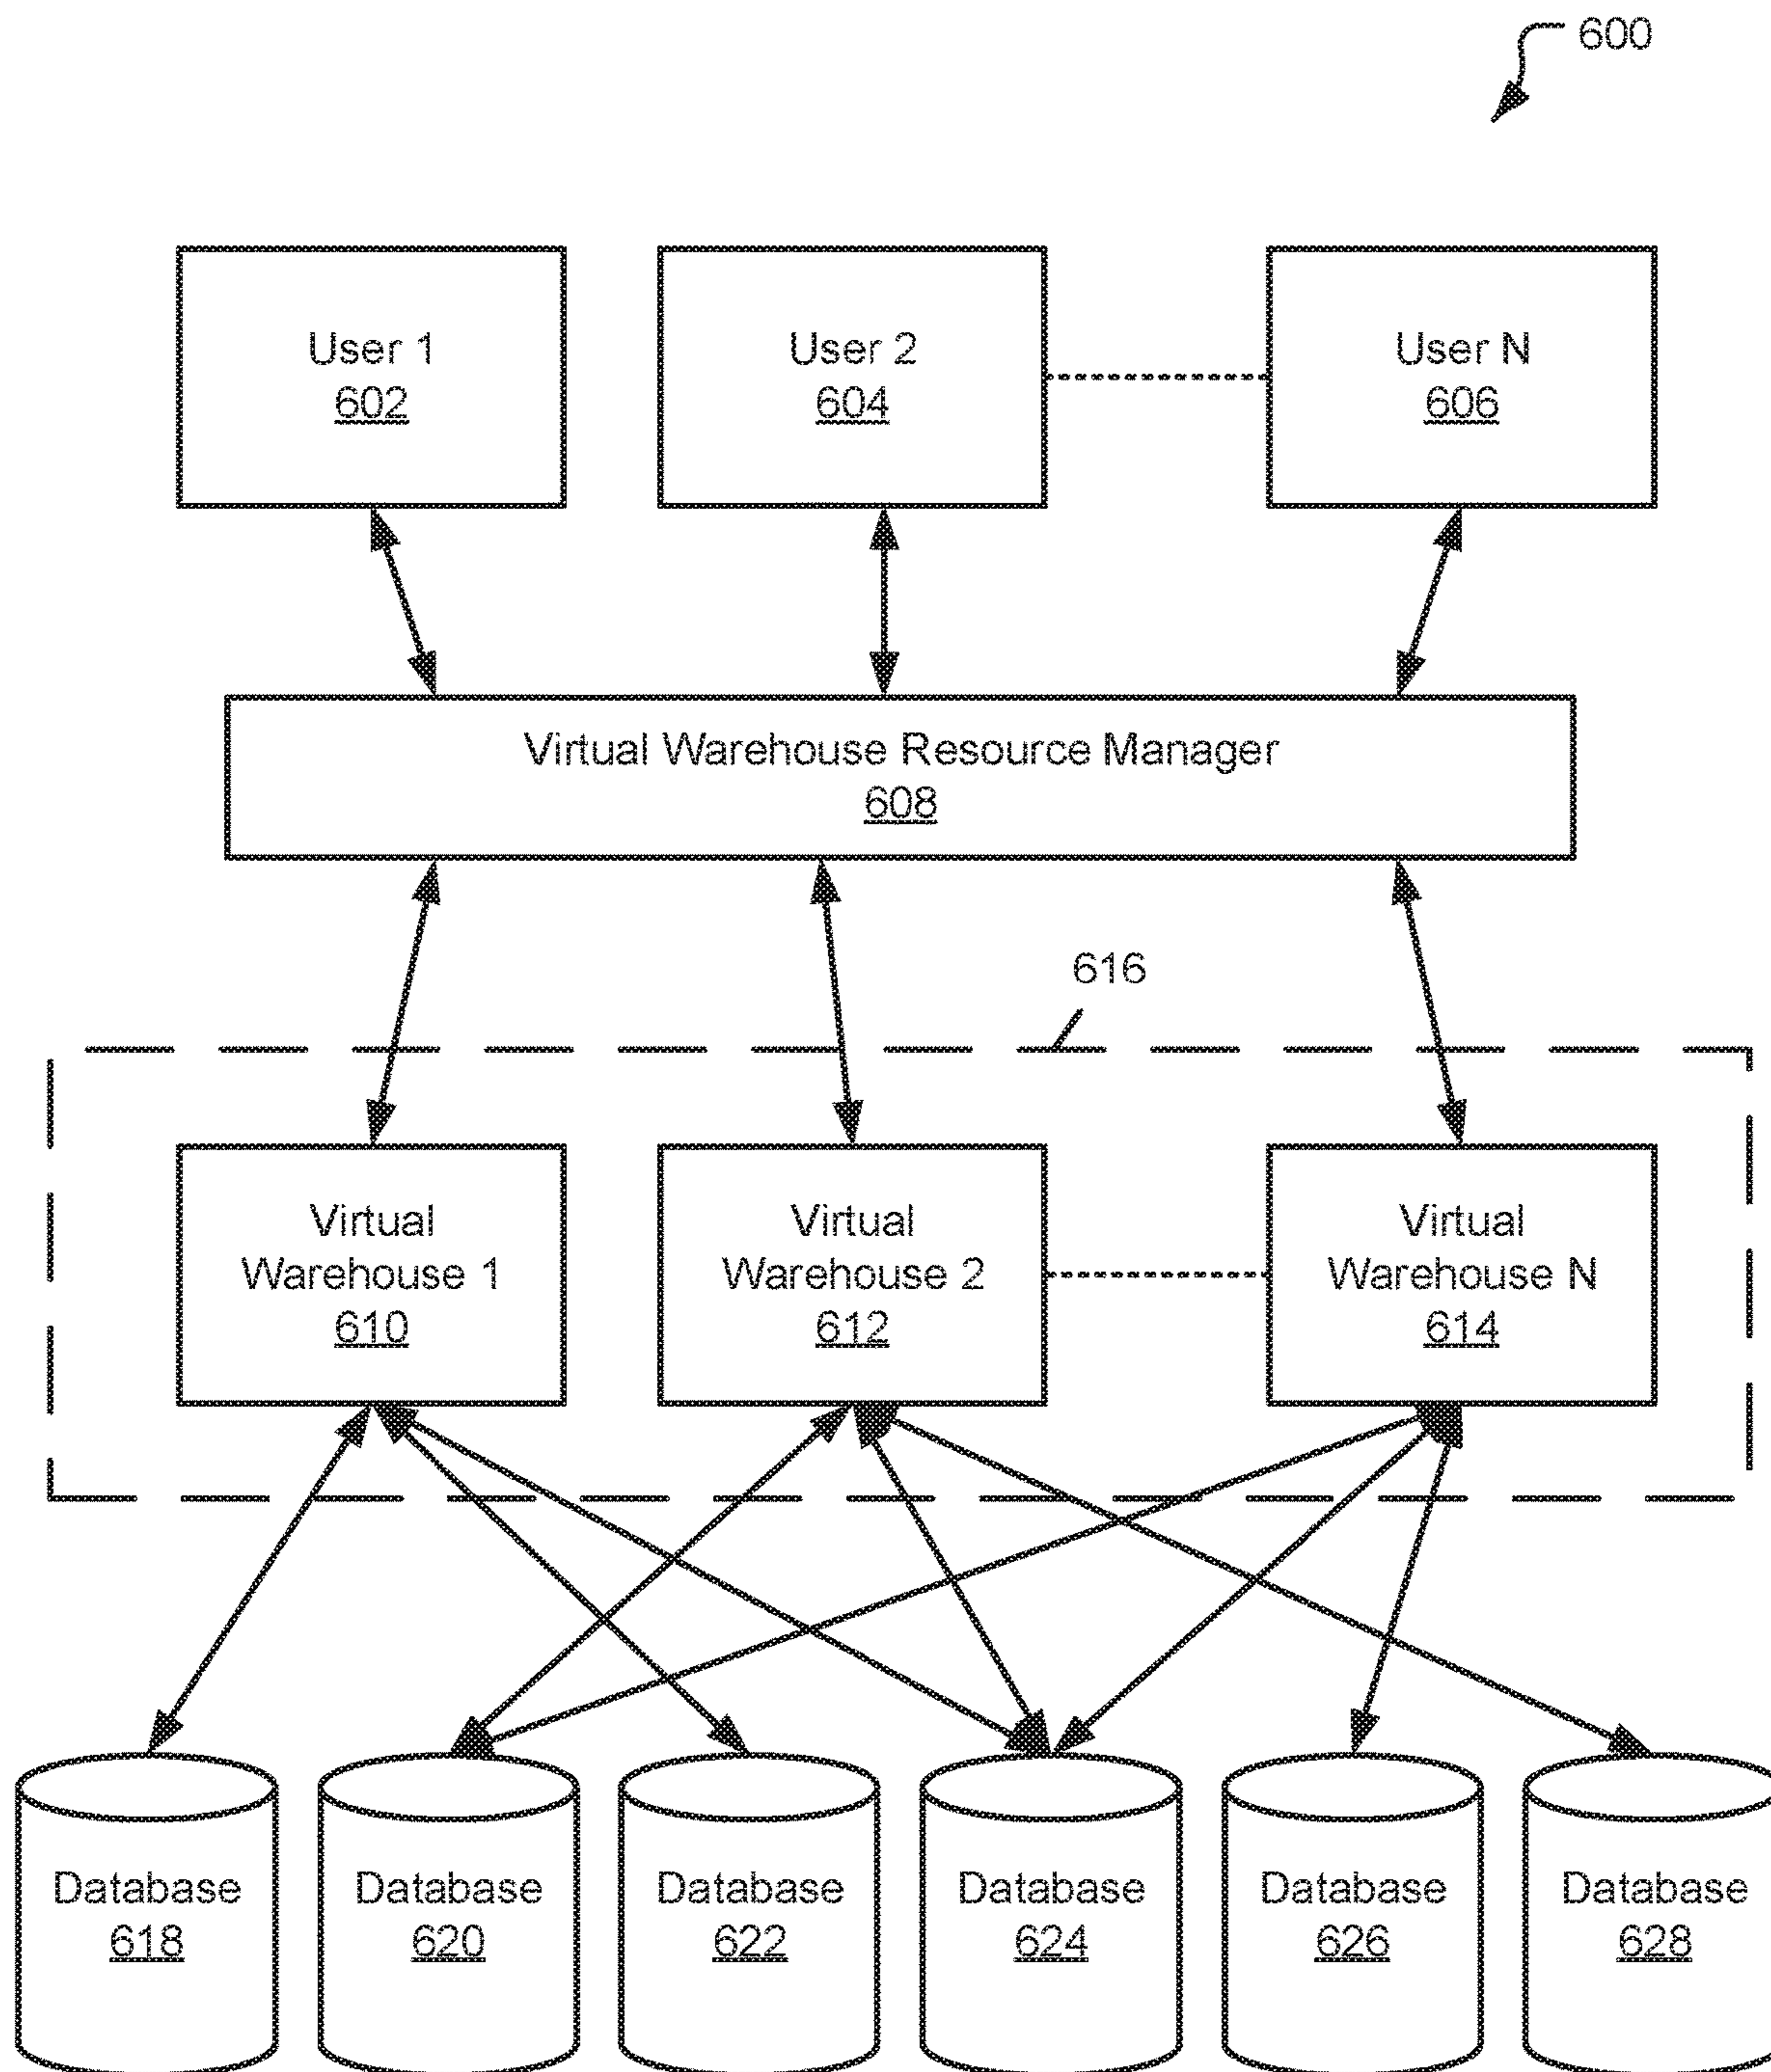 600
User 1
602
User 2
604
User N
606
Virtual Warehouse Resource Manager
608
616
Virtual
Warehouse 1
610
Virtual
Warehouse 2
612
Virtual
Warehouse N
614
Database
618
Database
620
Database
622
Database
624
Database
626
Database
628